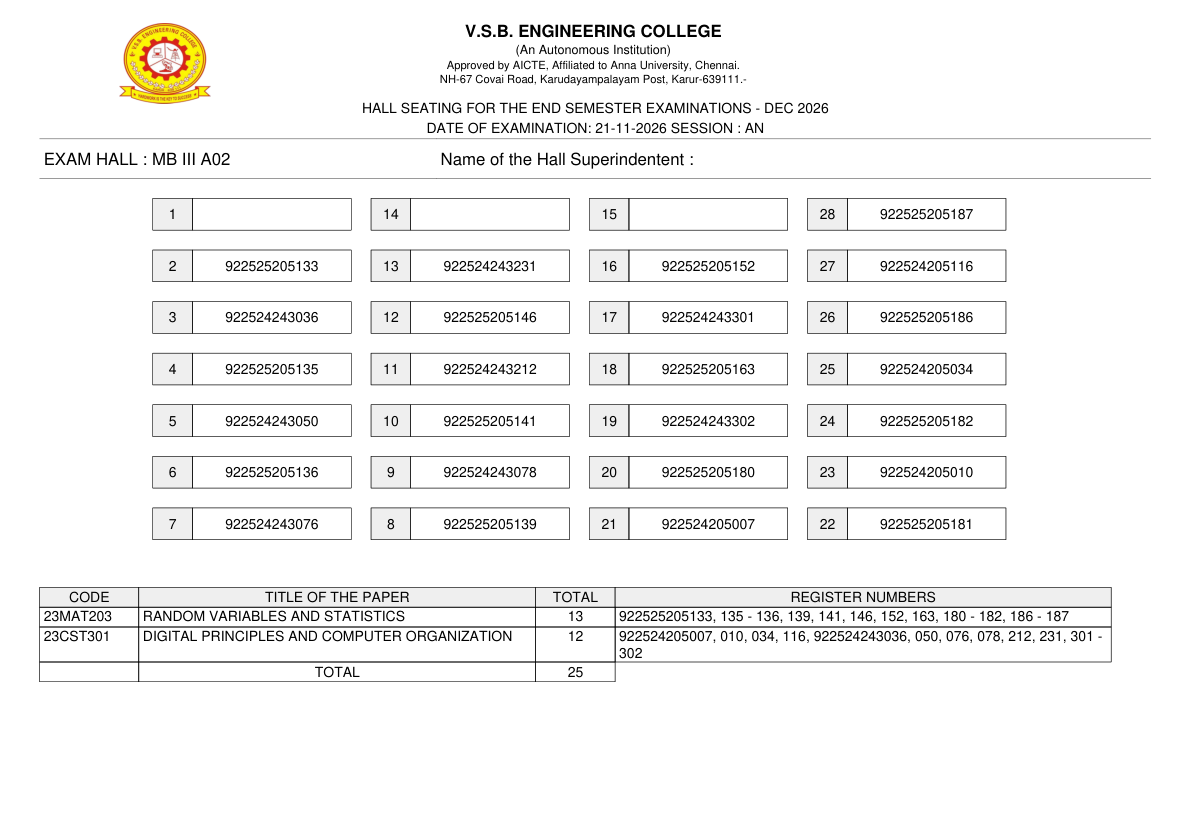 V.S.B. ENGINEERING COLLEGE
(An Autonomous Institution)
Approved by AICTE, Affiliated to Anna University, Chennai.
NH-67 Covai Road, Karudayampalayam Post, Karur-639111.-
HALL SEATING FOR THE END SEMESTER EXAMINATIONS - DEC 2026
DATE OF EXAMINATION: 21-11-2026 SESSION : AN
EXAM HALL : MB III A02 Name of the Hall Superintendent :
1 14 15 28 922525205187
2 922525205133 13 922524243231 16 922525205152 27 922524205116
3 922524243036 12 922525205146 17 922524243301 26 922525205186
4 922525205135 11 922524243212 18 922525205163 25 922524205034
5 922524243050 10 922525205141 19 922524243302 24 922525205182
6 922525205136 9 922524243078 20 922525205180 23 922524205010
7 922524243076 8 922525205139 21 922524205007 22 922525205181
CODE TITLE OF THE PAPER TOTAL REGISTER NUMBERS
23MAT203 RANDOM VARIABLES AND STATISTICS 13 922525205133, 135 - 136, 139, 141, 146, 152, 163, 180 - 182, 186 - 187
23CST301 DIGITAL PRINCIPLES AND COMPUTER ORGANIZATION 12 922524205007, 010, 034, 116, 922524243036, 050, 076, 078, 212, 231, 301 -
302
TOTAL 25